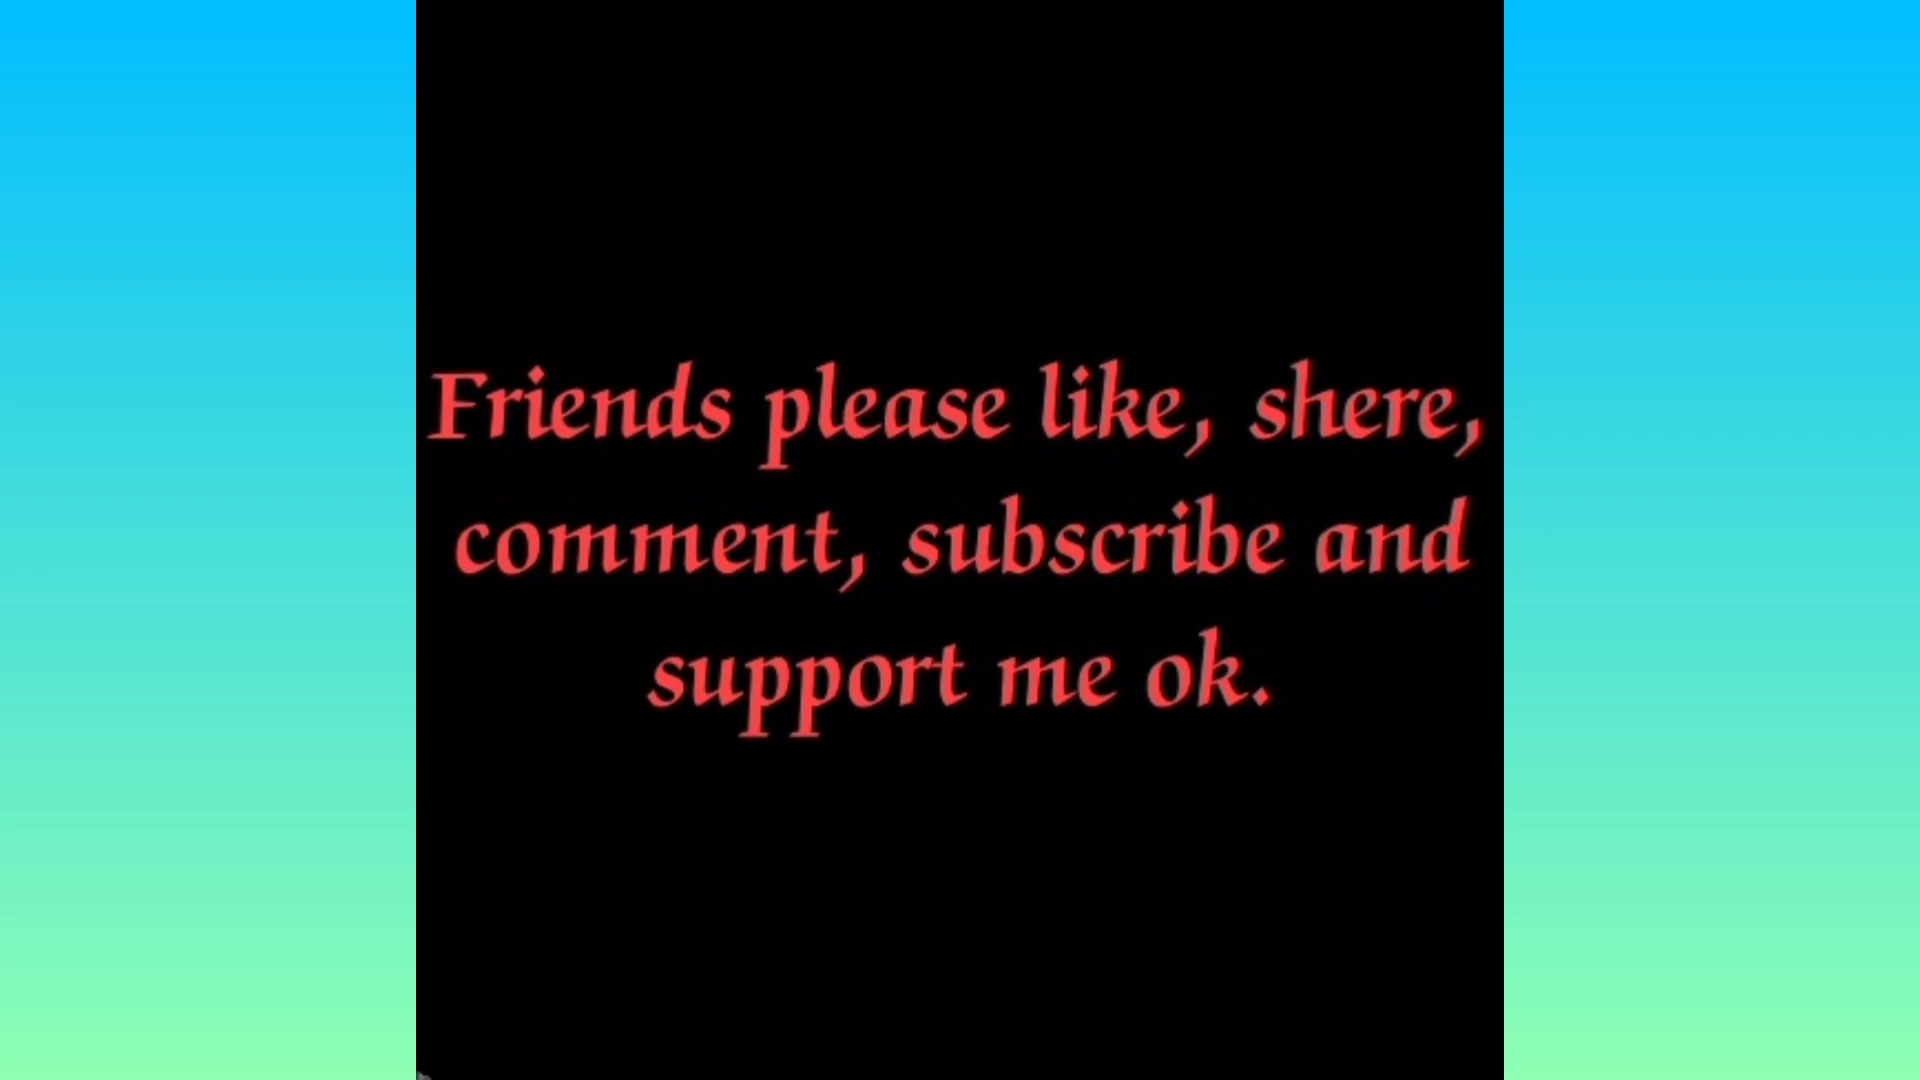 Friends please like, shere,
comment, subscribe and
support me ok.